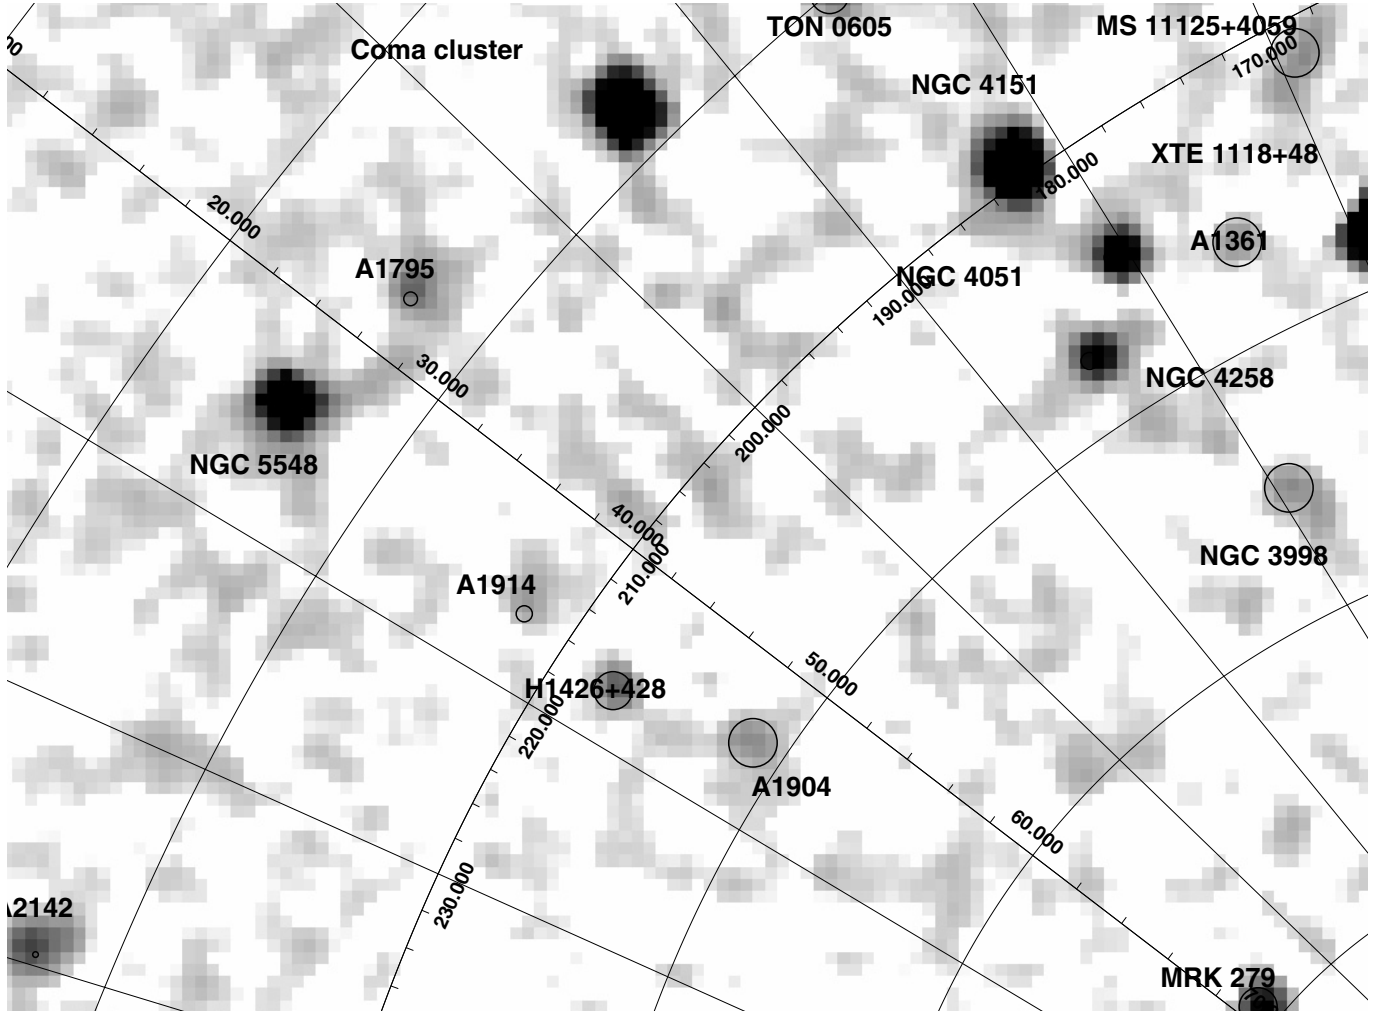 TON 0605
MS 11125+4059
Coma cluster
170.000
NGC 4151
XTE 1118+48
180.000
20.000
A1361
A1795
NGC 4051
190.000
30.000
NGC 4258
200.000
NGC 5548
40.000
NGC 3998
210.000
A1914
50.000
H1426+428
220.000
A1904
60.000
230.000
A2142
MRK 279